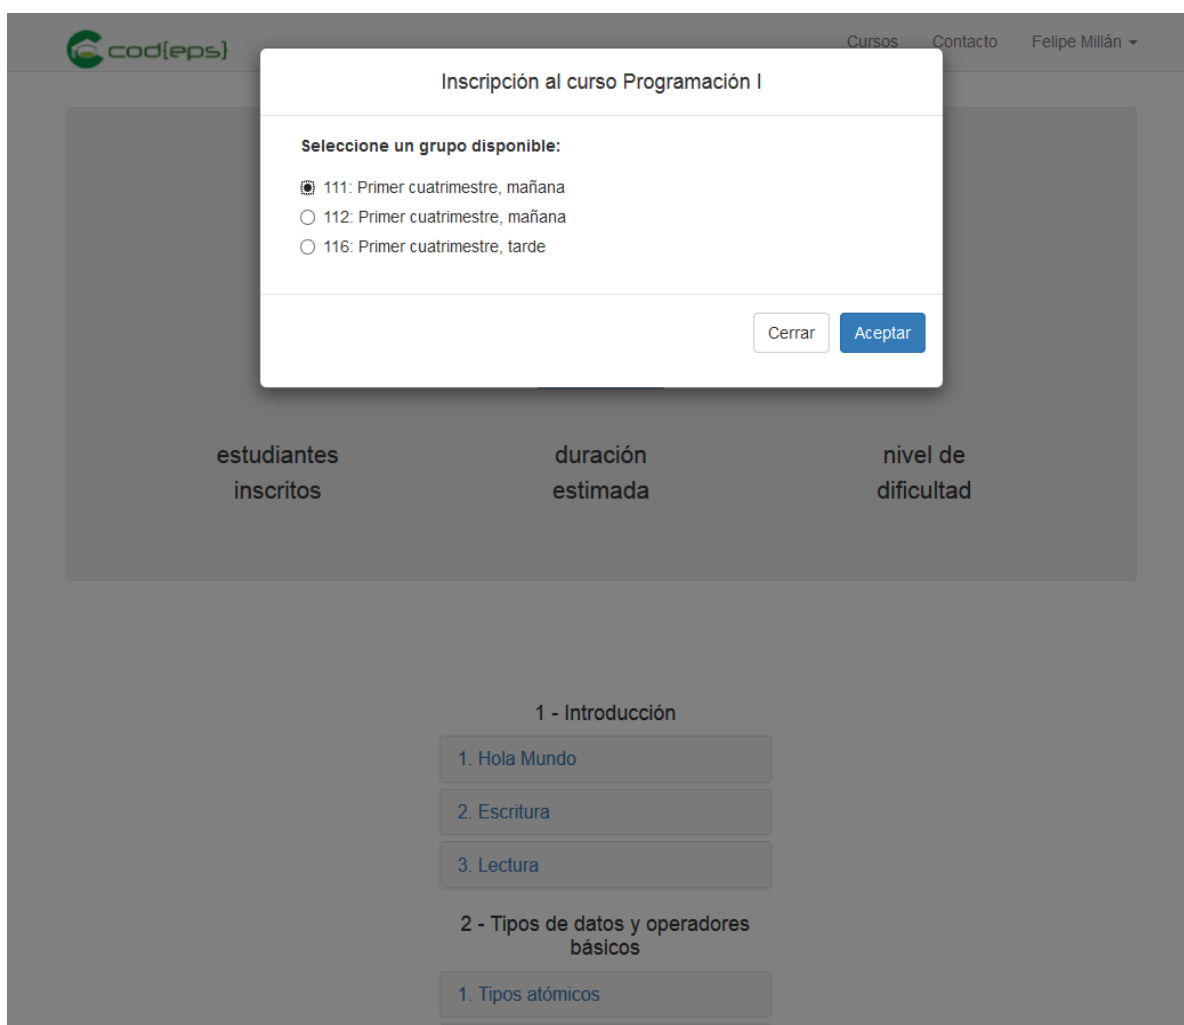 cod{eps}
Cursos Contacto Felipe Millán
Inscripción al curso Programación I
Seleccione un grupo disponible:
111: Primer cuatrimestre, mañana
112: Primer cuatrimestre, mañana
116: Primer cuatrimestre, tarde
Cerrar Aceptar
estudiantes
inscritos
duración
estimada
nivel de
dificultad
1 - Introducción
1. Hola Mundo
2. Escritura
3. Lectura
2 - Tipos de datos y operadores
básicos
1. Tipos atómicos